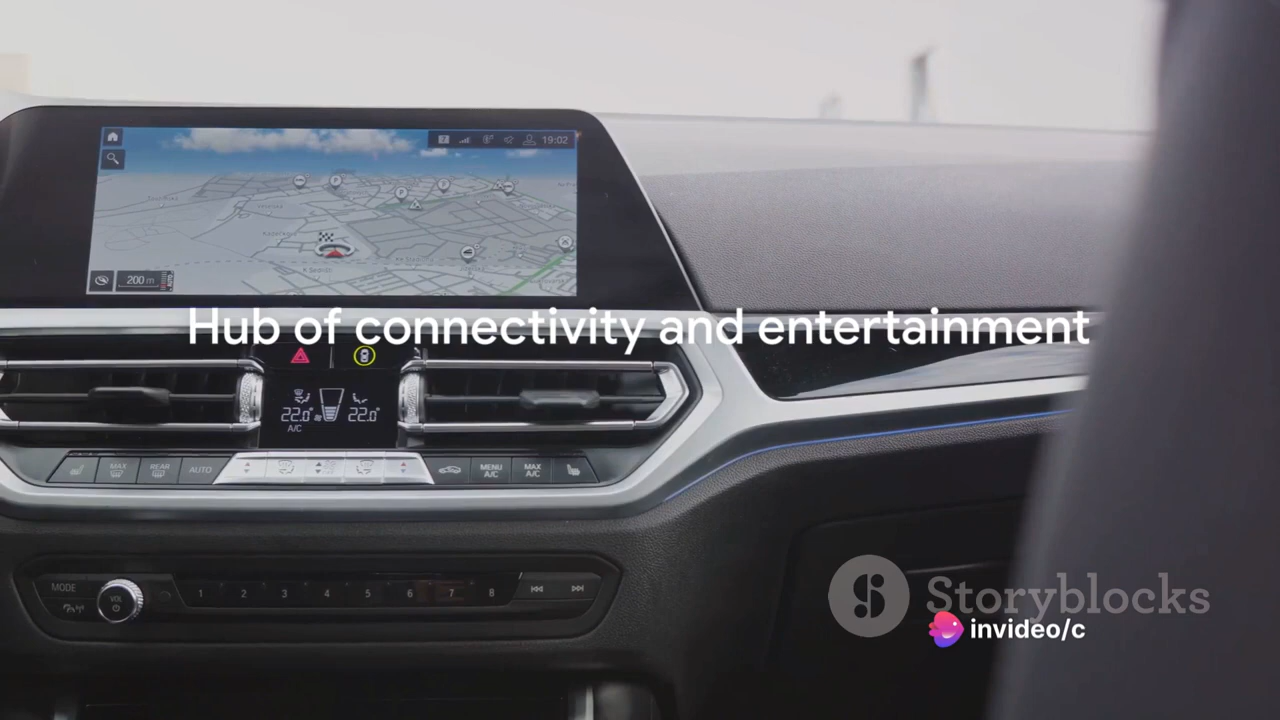 19:02
200 m
AUTO
Hub of connectivity and entertainment
22.0° 22.0°
A/C
MAX REAR AUTO MENU A/C MAX A/C
MODE
VOL
1 2 3 4 5 6 7 8
Storyblocks
invideo/c